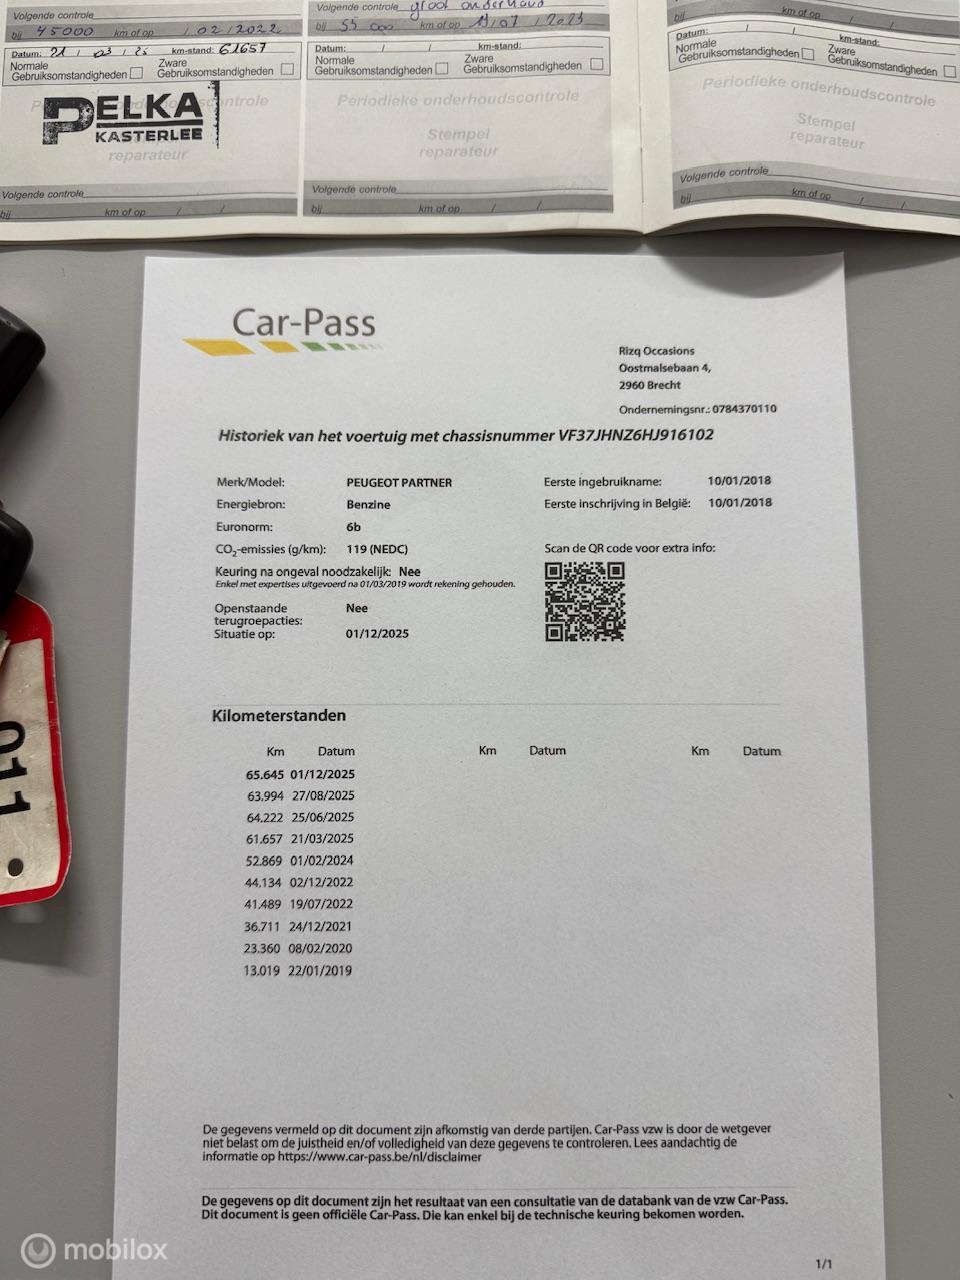 Volgende controle
bij 45000 km of op / 02 / 2022
Datum: 21 / 03 / 25 km-stand: 61657
Normale Gebruiksomstandigheden
Zware Gebruiksomstandigheden
PELKA
KASTERLEE
reparateur
Volgende controle
bij km of op / /
Volgende controle groot onderhoud
bij 55 000 km of op 19/07 / 2023
Datum: / / km-stand:
Normale Gebruiksomstandigheden
Zware Gebruiksomstandigheden
Periodieke onderhoudscontrole
Stempel
reparateur
Volgende controle
bij km of op / /
bij km of op / /
Datum: / / km-stand:
Normale Gebruiksomstandigheden
Zware Gebruiksomstandigheden
Periodieke onderhoudscontrole
Stempel
reparateur
Volgende controle
bij km of op / /
Car-Pass
Rizq Occasions
Oostmalsebaan 4,
2960 Brecht
Ondernemingsnr.: 0784370110
Historiek van het voertuig met chassisnummer VF37JHNZ6HJ916102
Merk/Model: PEUGEOT PARTNER Eerste ingebruikname: 10/01/2018
Energiebron: Benzine Eerste inschrijving in België: 10/01/2018
Euronorm: 6b
CO₂-emissies (g/km): 119 (NEDC) Scan de QR code voor extra info:
Keuring na ongeval noodzakelijk: Nee
Enkel met expertises uitgevoerd na 01/03/2019 wordt rekening gehouden.
Openstaande Nee
terugroepacties:
Situatie op: 01/12/2025
Kilometerstanden
Km Datum Km Datum Km Datum
65.645 01/12/2025
63.994 27/08/2025
64.222 25/06/2025
61.657 21/03/2025
52.869 01/02/2024
44.134 02/12/2022
41.489 19/07/2022
36.711 24/12/2021
23.360 08/02/2020
13.019 22/01/2019
De gegevens vermeld op dit document zijn afkomstig van derde partijen. Car-Pass vzw is door de wetgever
niet belast om de juistheid en/of volledigheid van deze gegevens te controleren. Lees aandachtig de
informatie op https://www.car-pass.be/nl/disclaimer
De gegevens op dit document zijn het resultaat van een consultatie van de databank van de vzw Car-Pass.
Dit document is geen officiële Car-Pass. Die kan enkel bij de technische keuring bekomen worden.
1/1
011
mobilox